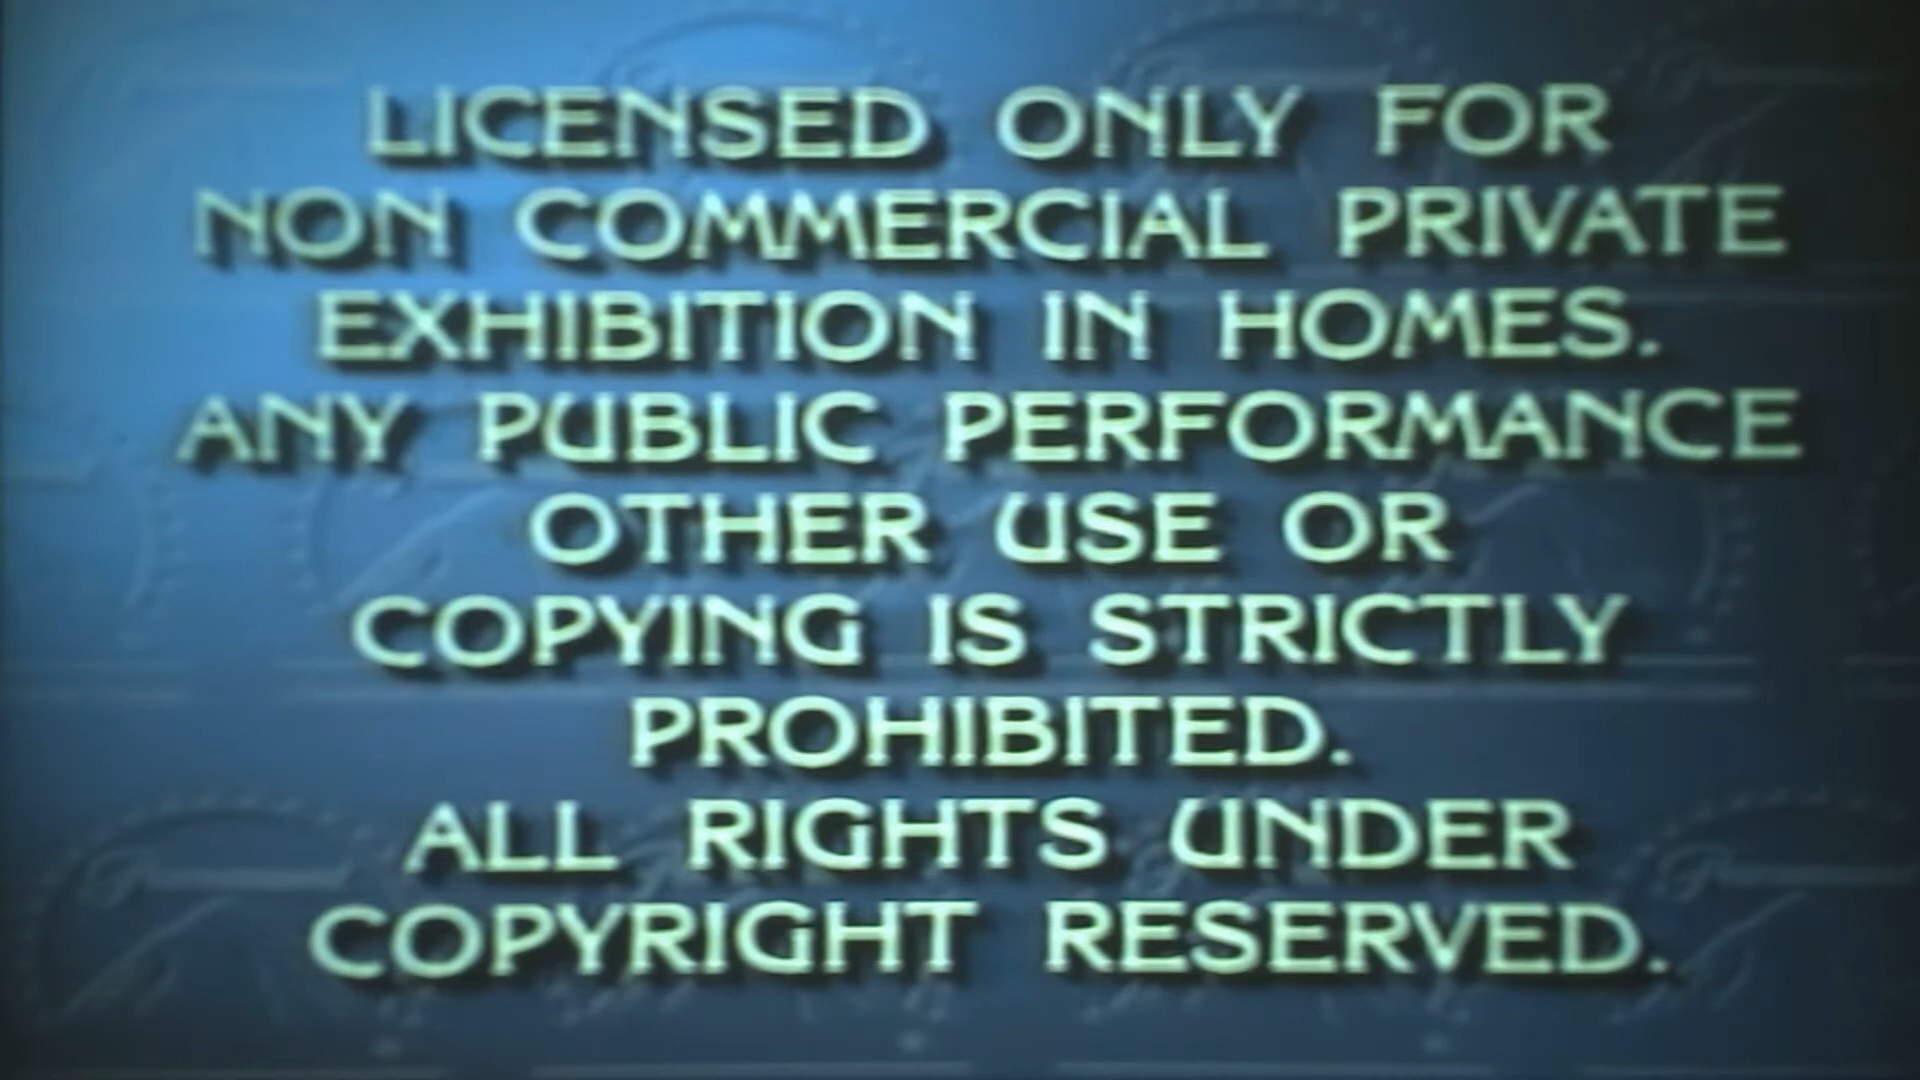 LICENSED ONLY FOR
NON COMMERCIAL PRIVATE
EXHIBITION IN HOMES.
ANY PUBLIC PERFORMANCE
OTHER USE OR
COPYING IS STRICTLY
PROHIBITED.
ALL RIGHTS UNDER
COPYRIGHT RESERVED.